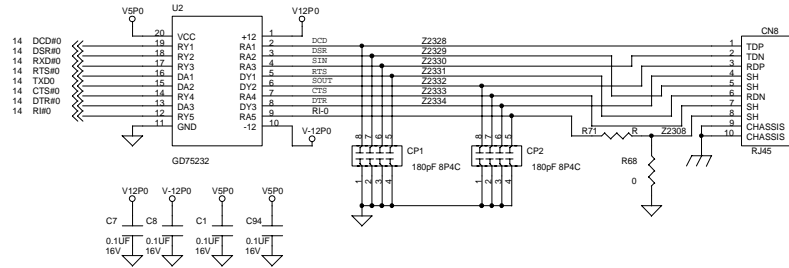 V5P0 U2 V12P0 CN8
14 DCD#0 20 VCC +12 1
14 DSR#0 19 RY1 RA1 2 DCD Z2328 1 TDP
14 RXD#0 18 RY2 RA2 3 DSR Z2329 2 TDN
14 RTS#0 17 RY3 RA3 4 SIN Z2330 3 RDP
14 TXD0 16 DA1 DY1 5 RTS Z2331 4 SH
14 CTS#0 15 DA2 DY2 6 SOUT Z2332 5 SH
14 DTR#0 14 RY4 RA4 7 CTS Z2333 6 RDN
14 RI#0 13 DA3 DY3 8 DTR Z2334 7 SH
12 RY5 RA5 9 RI-0 R71 R Z2308 8 SH
11 GND -12 10 9 CHASSIS
10 CHASSIS
V-12P0
GD75232 RJ45
8 7 6 5 CP1 8 7 6 5 CP2 R68
1 2 3 4 180pF 8P4C 1 2 3 4 180pF 8P4C 0
V12P0 V-12P0 V5P0 V5P0
C7 C8 C1 C94
0.1UF 0.1UF 0.1UF 0.1UF
16V 16V 16V 16V